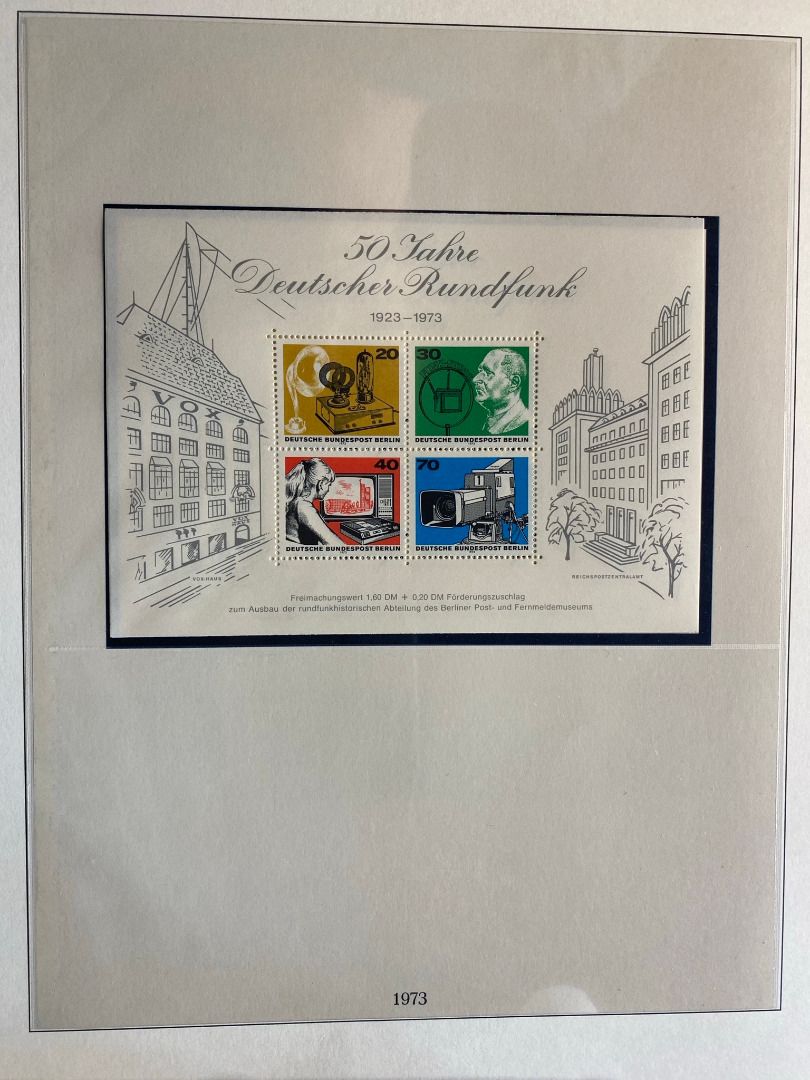 50 Jahre
Deutscher Rundfunk
1923–1973
VOX
20
DEUTSCHE BUNDESPOST BERLIN
30
DEUTSCHE BUNDESPOST BERLIN
40
DEUTSCHE BUNDESPOST BERLIN
70
DEUTSCHE BUNDESPOST BERLIN
VOX-HAUS
REICHSPOSTZENTRALAMT
Freimachungswert 1,60 DM + 0,20 DM Förderungszuschlag
zum Ausbau der rundfunkhistorischen Abteilung des Berliner Post- und Fernmeldemuseums
1973